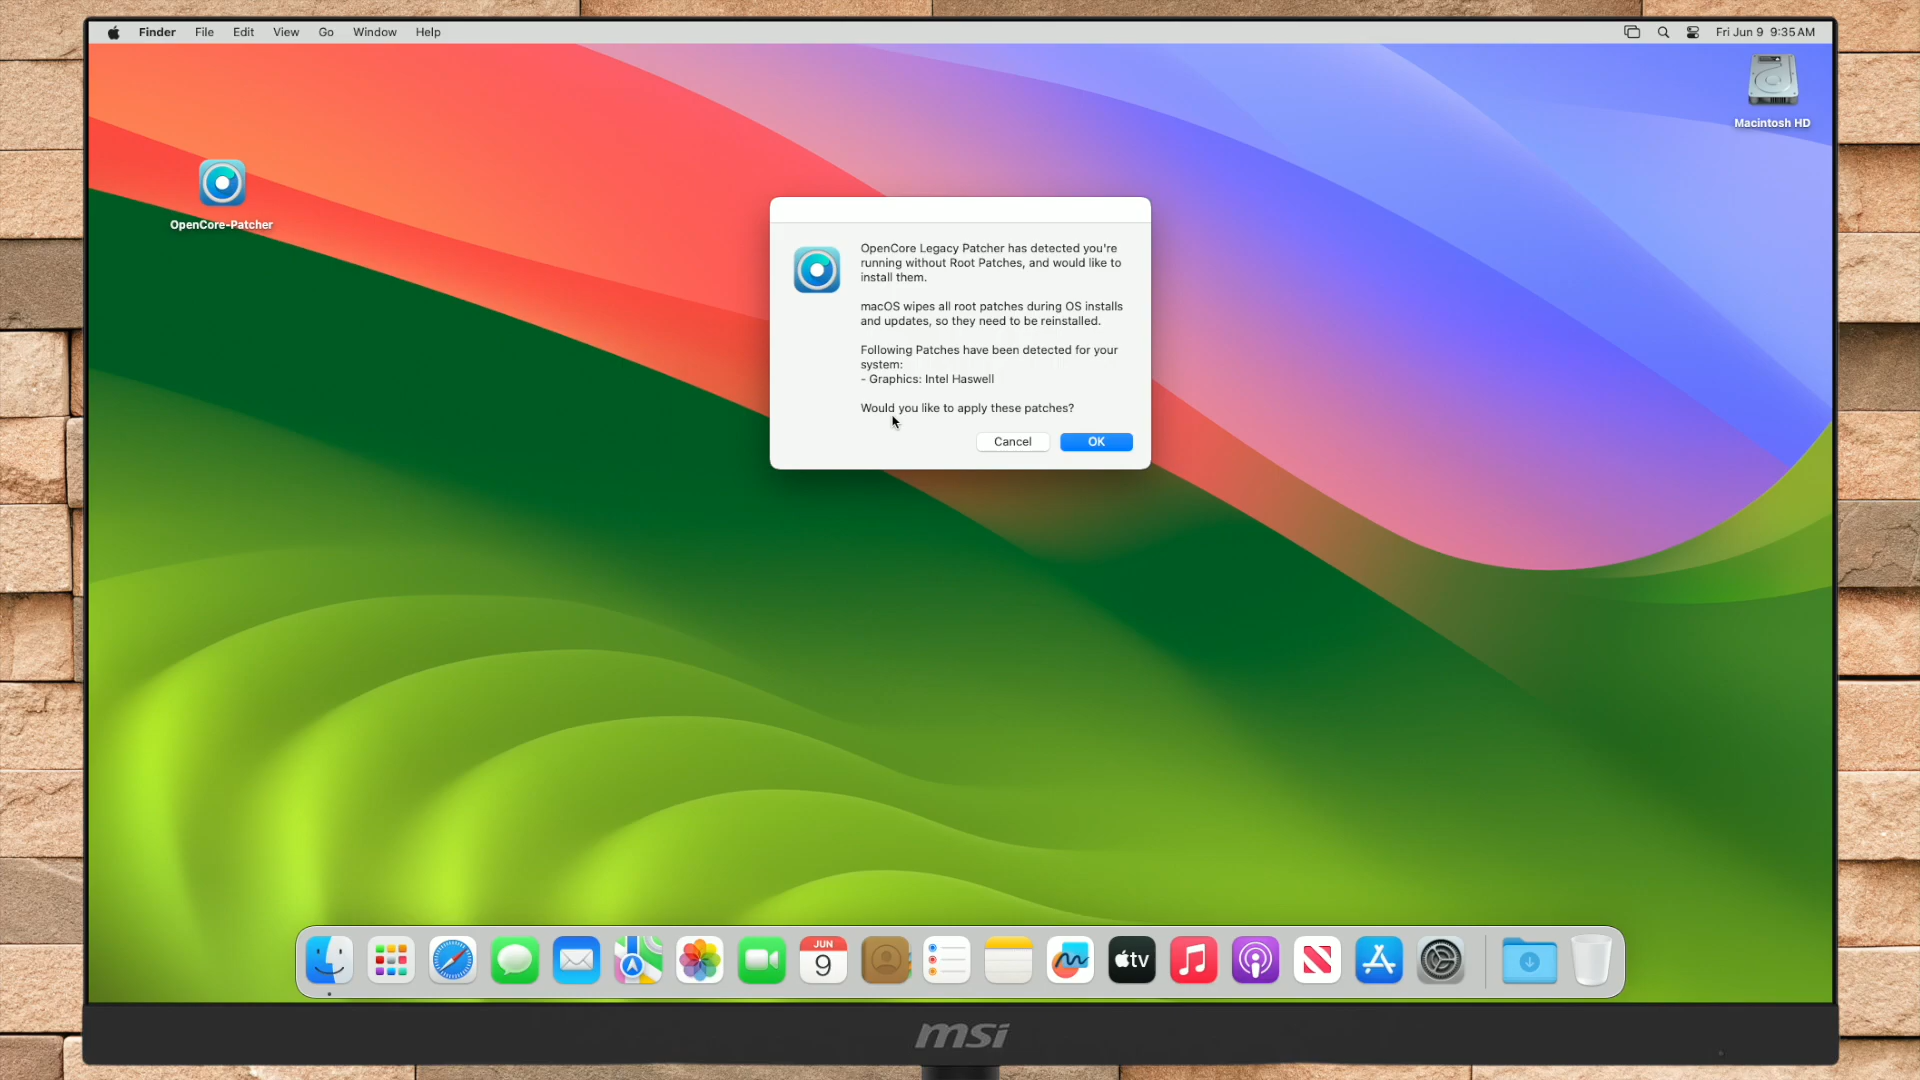 Finder File Edit View Go Window Help Fri Jun 9 9:35 AM
Macintosh HD
OpenCore-Patcher
OpenCore Legacy Patcher has detected you're
running without Root Patches, and would like to
install them.
macOS wipes all root patches during OS installs
and updates, so they need to be reinstalled.
Following Patches have been detected for your
system:
- Graphics: Intel Haswell
Would you like to apply these patches?
Cancel OK
JUN
9
tv
msi